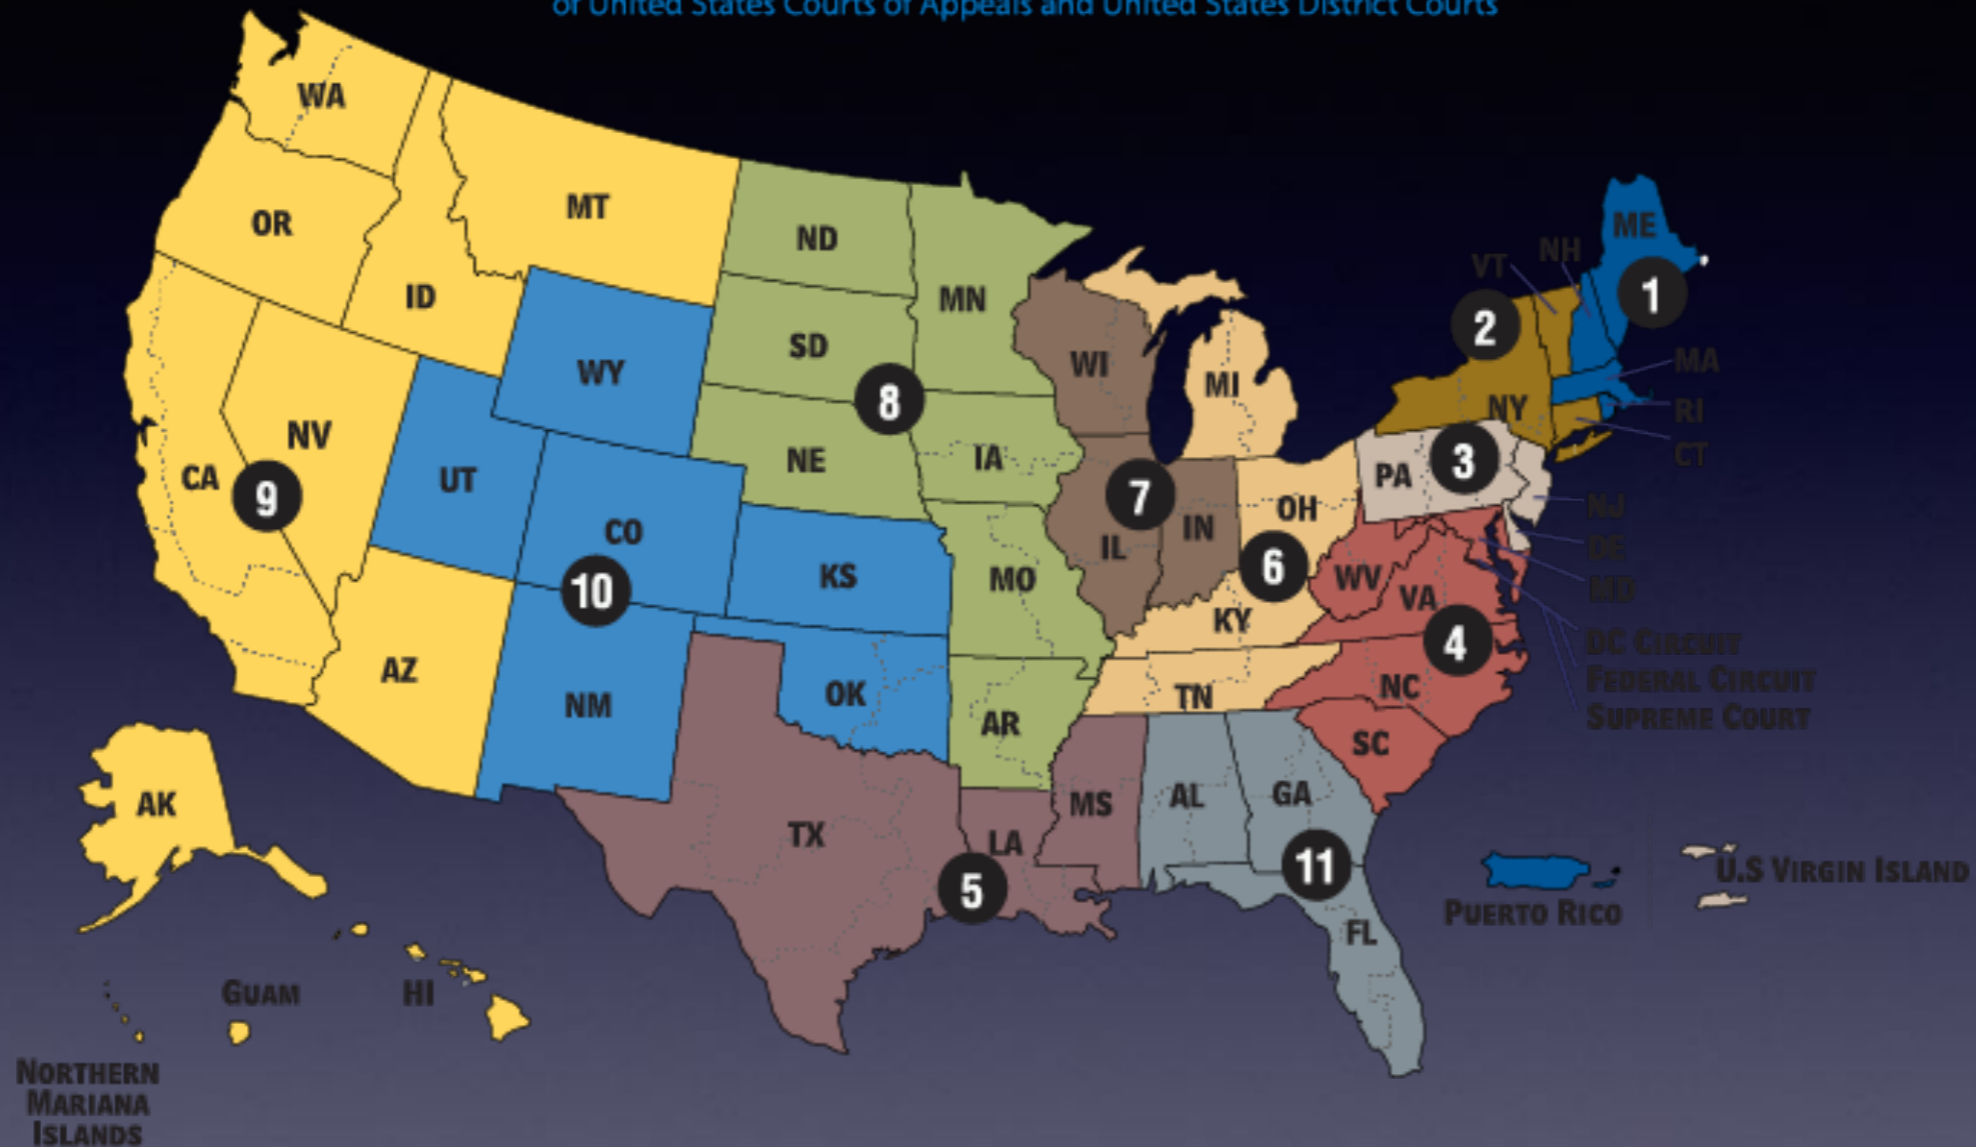 of United States Courts of Appeals and United States District Courts
WA
MT
OR
ID
ND
MN
ME
NH
VT
1
2
WY
SD
WI
MI
MA
8
NY
RI
NV
CT
CA
9
UT
NE
IA
PA
3
7
NJ
CO
OH
IN
IL
DE
10
KS
MO
6
WV
VA
MD
KY
4
DC CIRCUIT
FEDERAL CIRCUIT
SUPREME COURT
AZ
NM
OK
TN
NC
AR
SC
AK
TX
MS
AL
GA
LA
5
11
U.S VIRGIN ISLAND
PUERTO RICO
FL
GUAM
HI
NORTHERN
MARIANA
ISLANDS